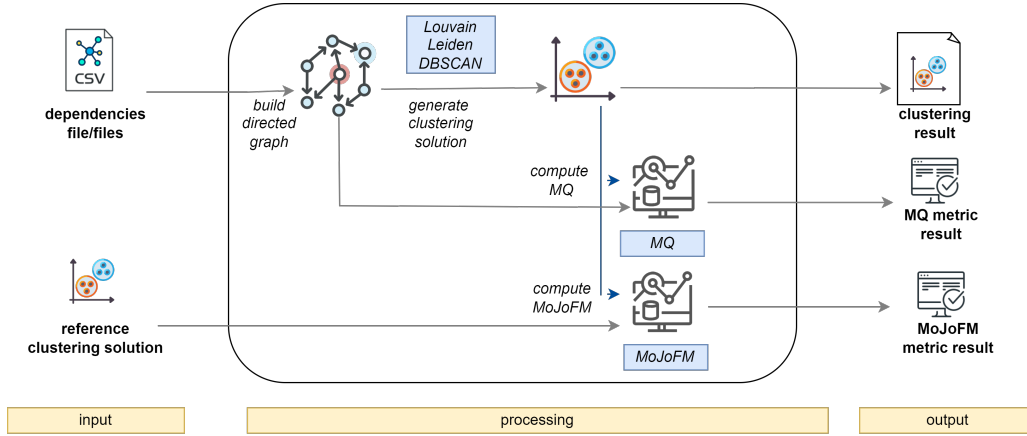 Louvain
Leiden
DBSCAN
CSV
dependencies
file/files
build
directed
graph
generate
clustering
solution
clustering
result
compute
MQ
MQ
MQ metric
result
reference
clustering solution
compute
MoJoFM
MoJoFM
MoJoFM
metric result
input
processing
output